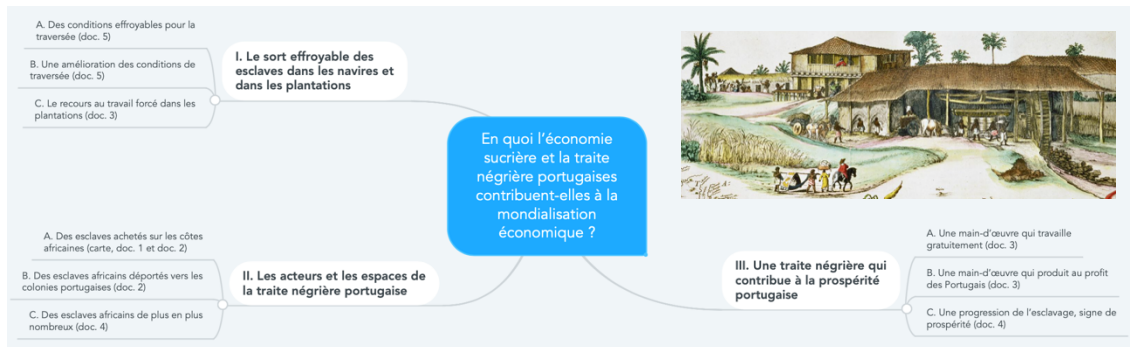 A. Des conditions effroyables pour la
traversée (doc. 5)
B. Une amélioration des conditions de
traversée (doc. 5)
C. Le recours au travail forcé dans les
plantations (doc. 3)
I. Le sort effroyable des
esclaves dans les navires et
dans les plantations
En quoi l'économie
sucrière et la traite
négrière portugaises
contribuent-elles à la
mondialisation
économique ?
A. Des esclaves achetés sur les côtes
africaines (carte, doc. 1 et doc. 2)
B. Des esclaves africains déportés vers les
colonies portugaises (doc. 2)
C. Des esclaves africains de plus en plus
nombreux (doc. 4)
II. Les acteurs et les espaces de
la traite négrière portugaise
III. Une traite négrière qui
contribue à la prospérité
portugaise
A. Une main-d'œuvre qui travaille
gratuitement (doc. 3)
B. Une main-d'œuvre qui produit au profit
des Portugais (doc. 3)
C. Une progression de l'esclavage, signe de
prospérité (doc. 4)